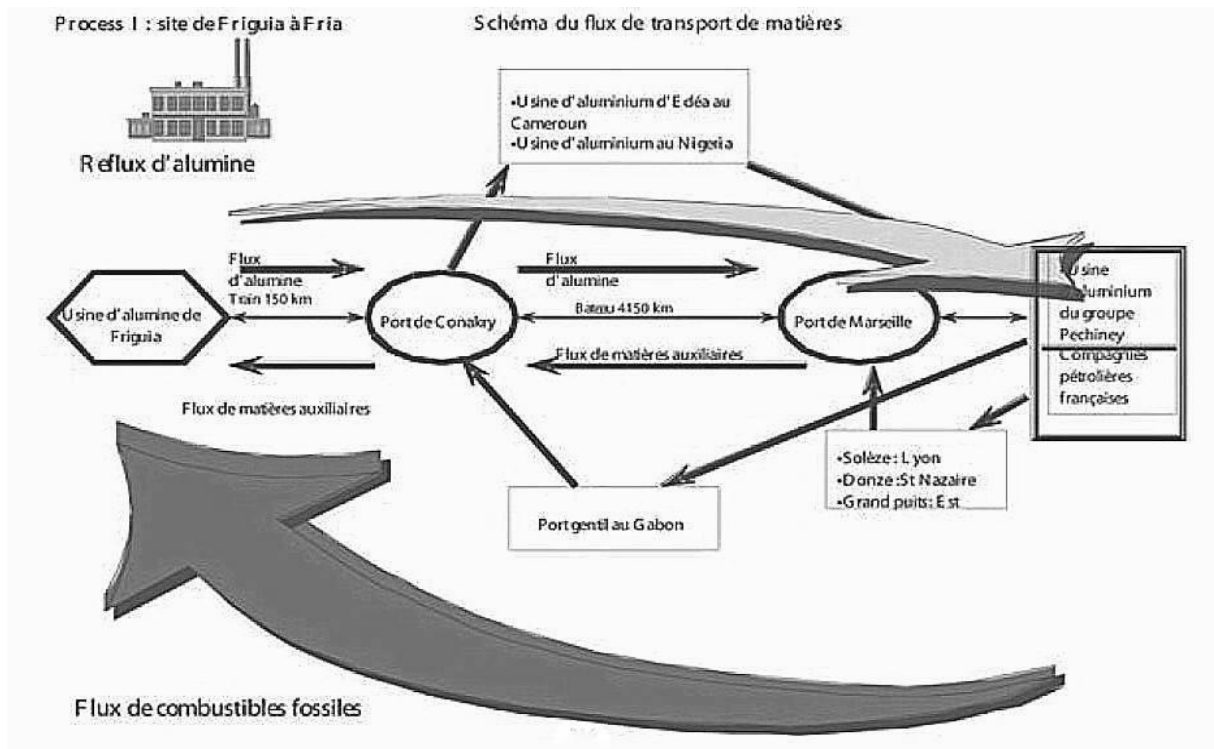 Process I : site de Friguia à Fria
Schéma du flux de transport de matières
•Usine d'aluminium d'Edéa au
Cameroun
•Usine d'aluminium au Nigeria
Reflux d'alumine
Flux
d'alumine
Train 150 km
Flux
d'alumine
Usine d'alumine de
Friguia
Port de Conakry
Bateau 4150 km
Port de Marseille
•Usine
aluminium
du groupe
Pechiney
Compagnies
pétrolières
françaises
Flux de matières auxiliaires
Flux de matières auxiliaires
•Solèze: Lyon
•Donze: St Nazaire
•Grand puits: Est
Port gentil au Gabon
Flux de combustibles fossiles